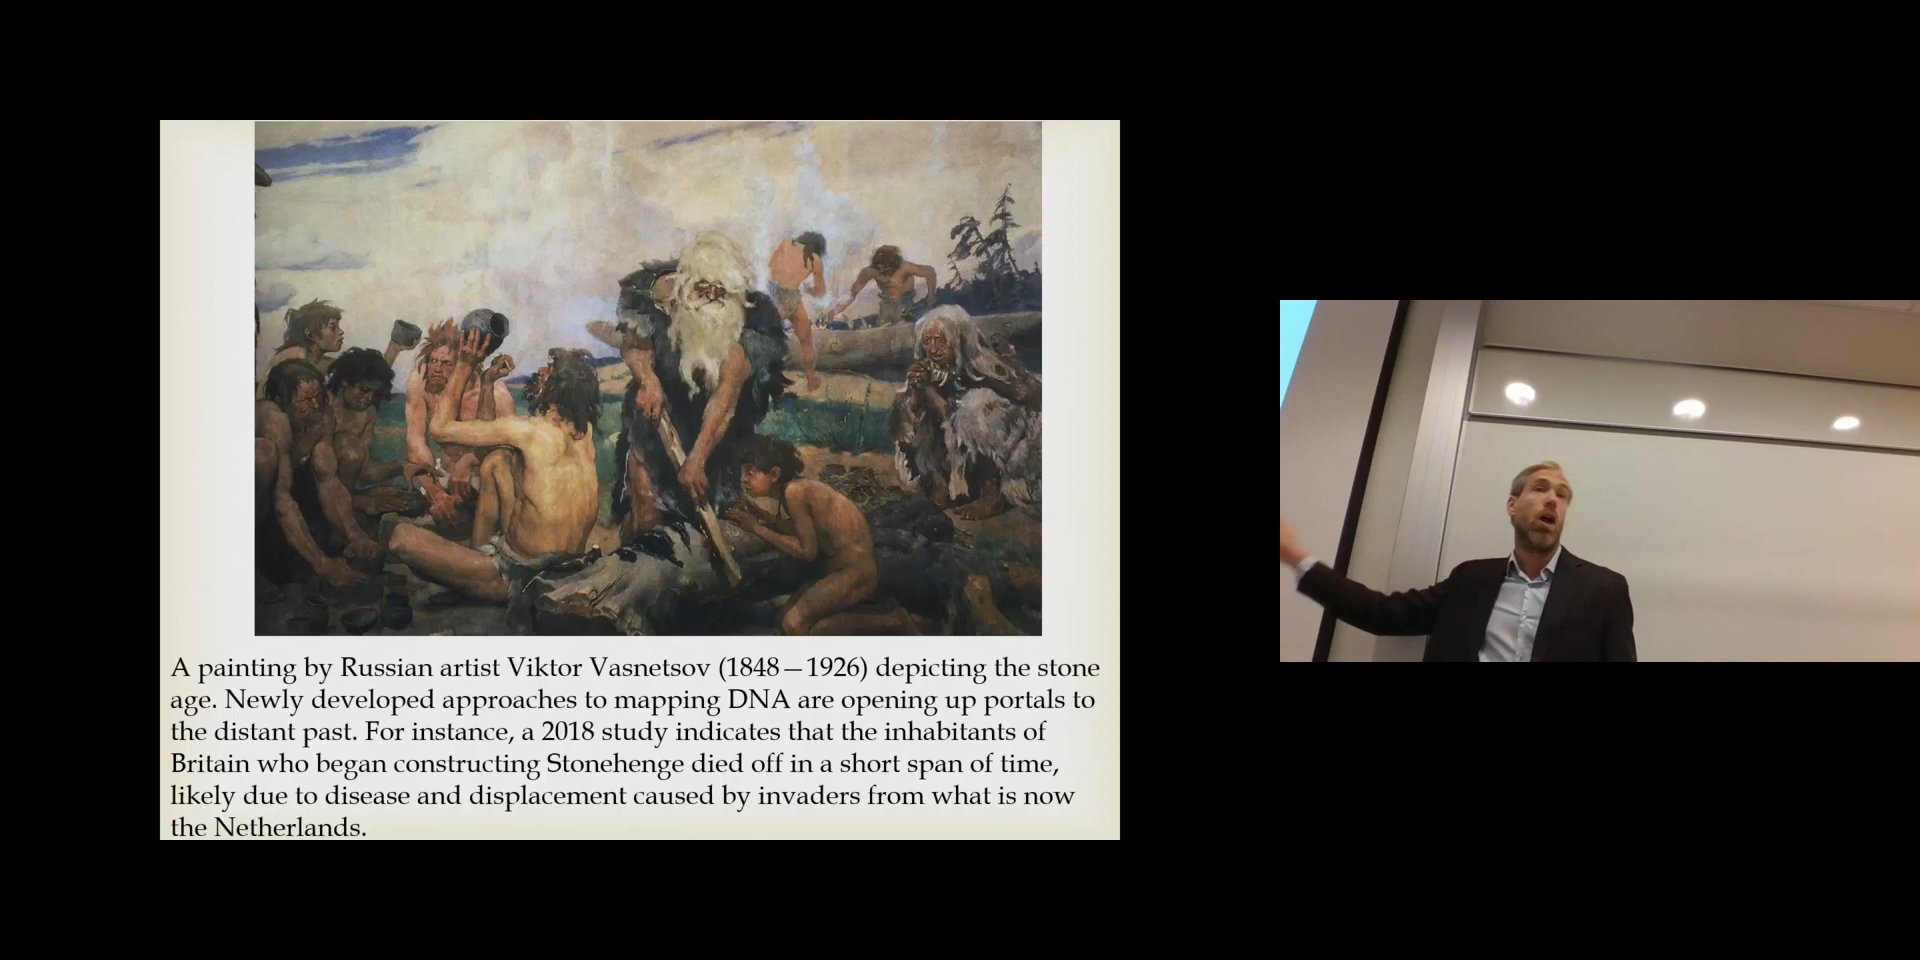 A painting by Russian artist Viktor Vasnetsov (1848–1926) depicting the stone
age. Newly developed approaches to mapping DNA are opening up portals to
the distant past. For instance, a 2018 study indicates that the inhabitants of
Britain who began constructing Stonehenge died off in a short span of time,
likely due to disease and displacement caused by invaders from what is now
the Netherlands.